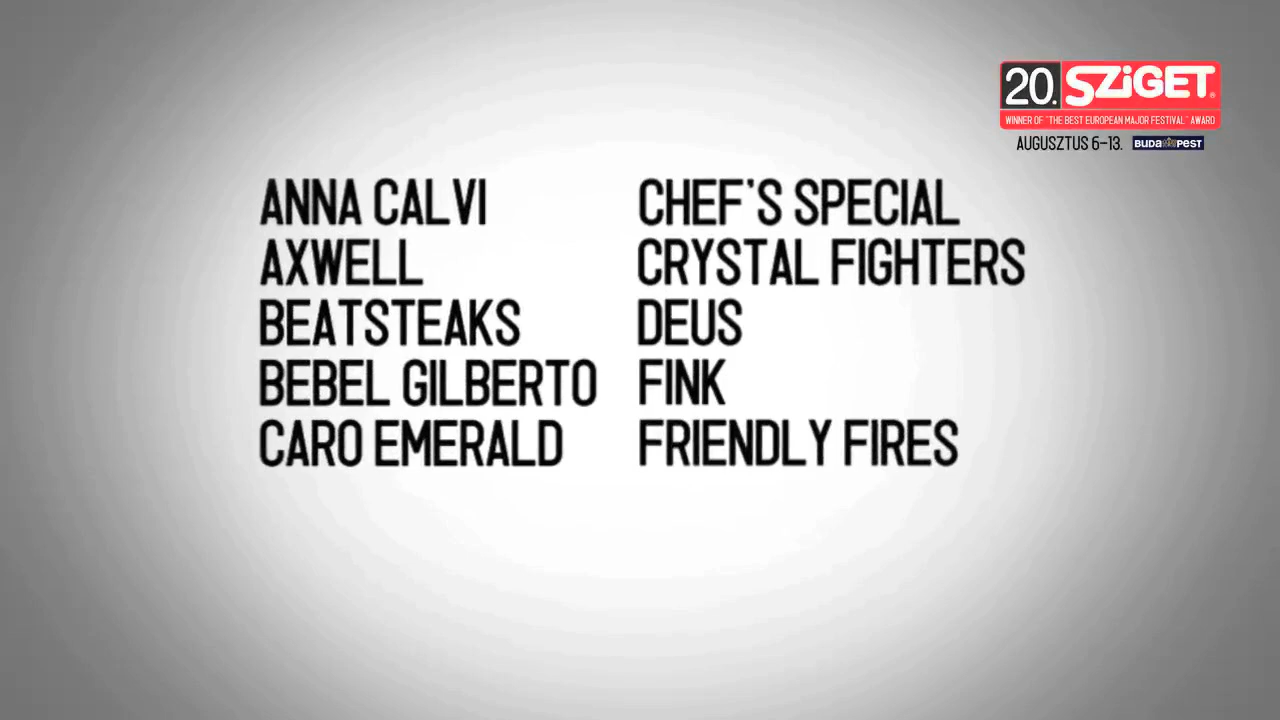 20. SZiGET
WINNER OF "THE BEST EUROPEAN MAJOR FESTIVAL" AWARD
AUGUSZTUS 6-13. BUDAPEST
ANNA CALVI
AXWELL
BEATSTEAKS
BEBEL GILBERTO
CARO EMERALD
CHEF'S SPECIAL
CRYSTAL FIGHTERS
DEUS
FINK
FRIENDLY FIRES